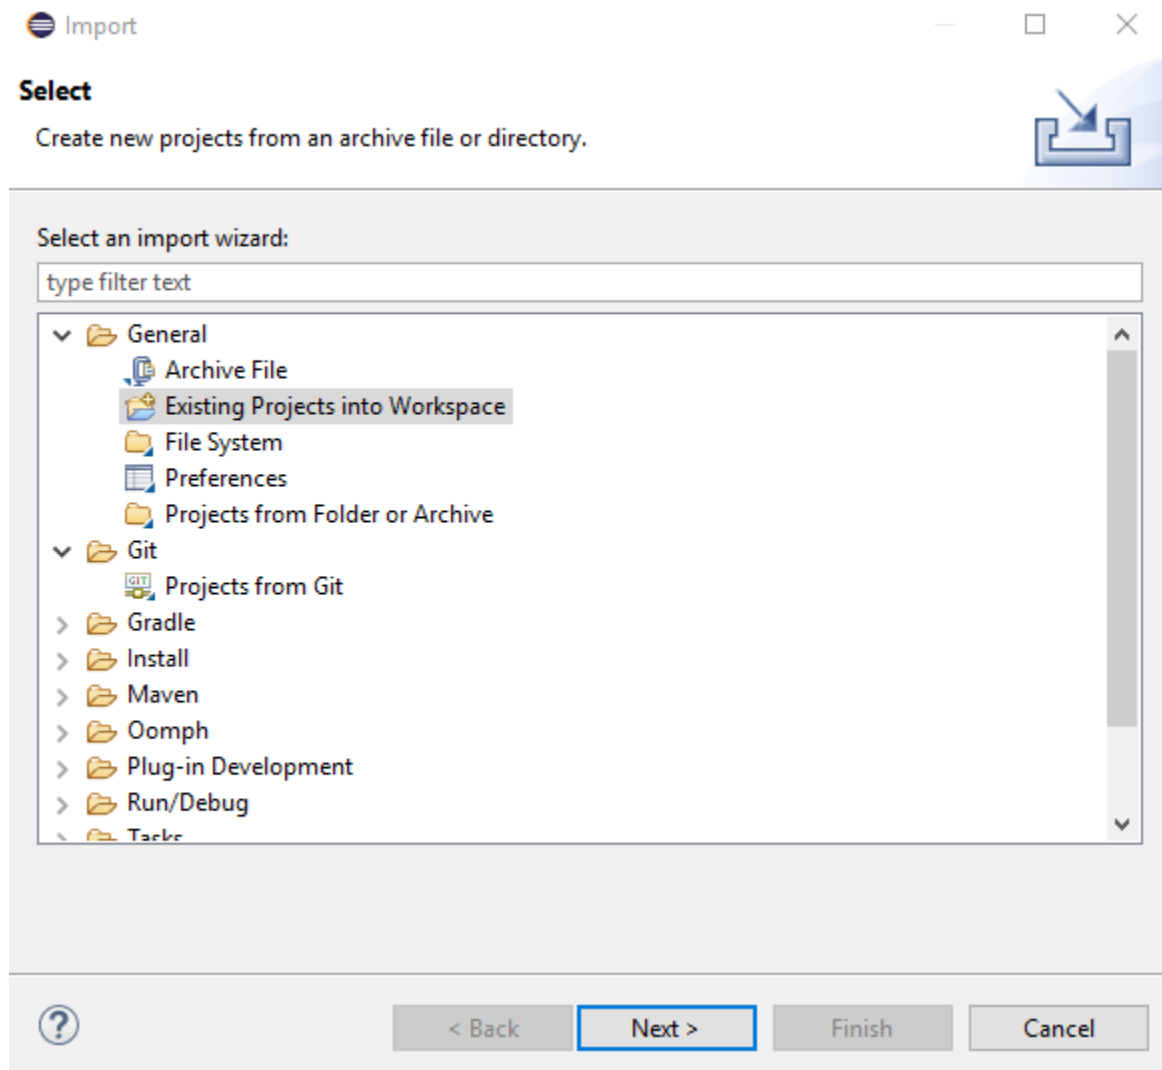 Import
Select
Create new projects from an archive file or directory.
Select an import wizard:
type filter text
General
Archive File
Existing Projects into Workspace
File System
Preferences
Projects from Folder or Archive
Git
GIT
Projects from Git
Gradle
Install
Maven
Oomph
Plug-in Development
Run/Debug
Tasks
?
< Back
Next >
Finish
Cancel